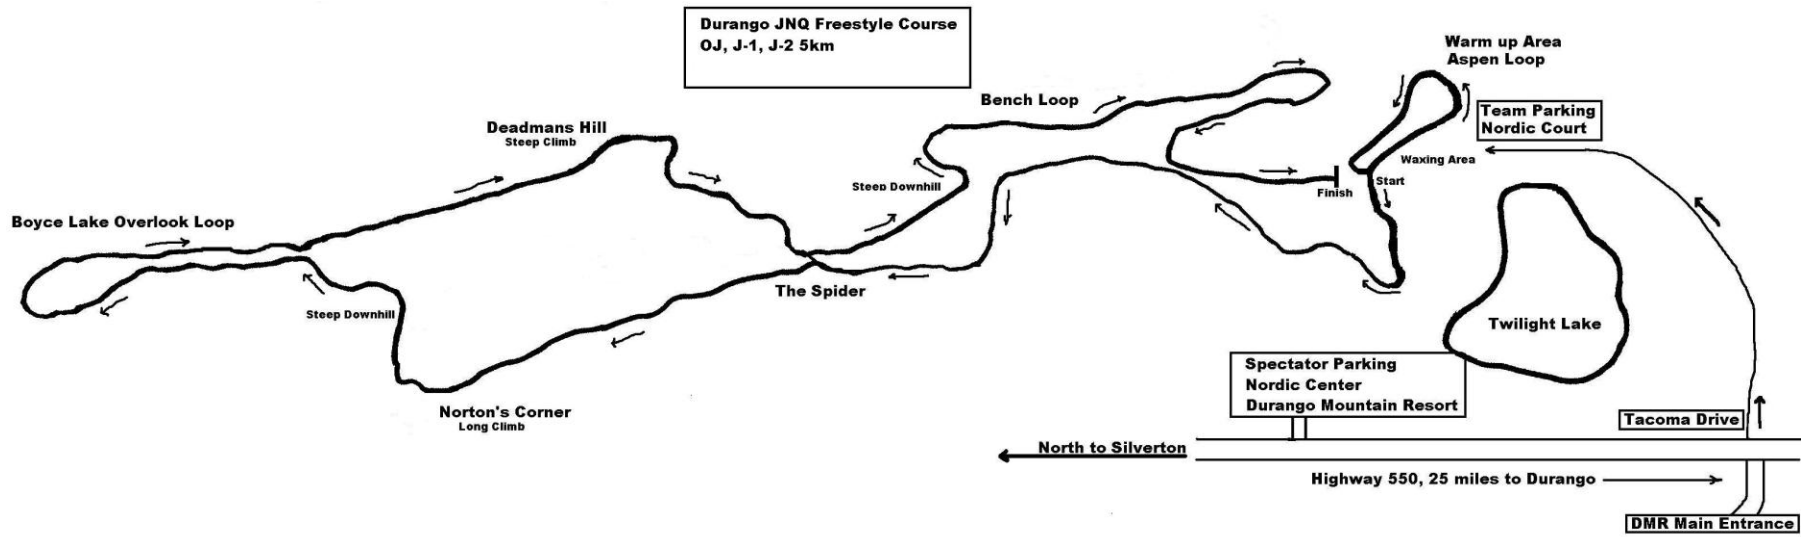 Durango JNQ Freestyle Course
OJ, J-1, J-2 5km
Warm up Area
Aspen Loop
Bench Loop
Team Parking
Nordic Court
Deadmans Hill
Steep Climb
Waxing Area
Steep Downhill
Finish
Start
Boyce Lake Overlook Loop
The Spider
Steep Downhill
Twilight Lake
Spectator Parking
Nordic Center
Durango Mountain Resort
Norton's Corner
Long Climb
Tacoma Drive
North to Silverton
Highway 550, 25 miles to Durango
DMR Main Entrance